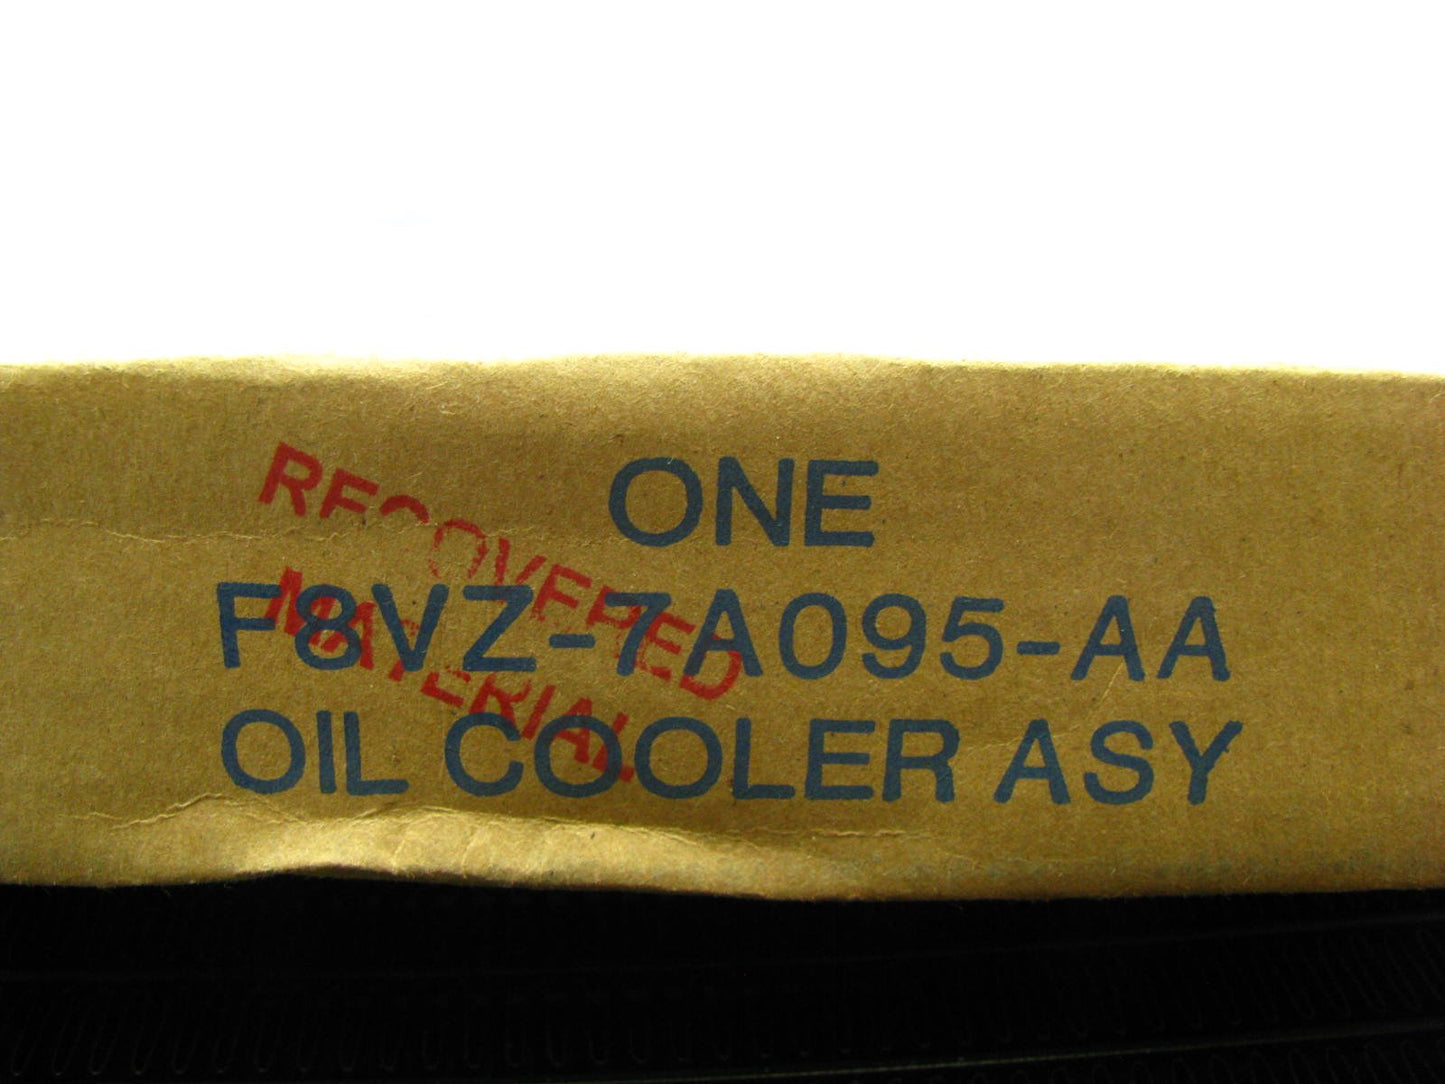 ONE
F8VZ-7A095-AA
OIL COOLER ASY
RECOVERED
MATERIAL